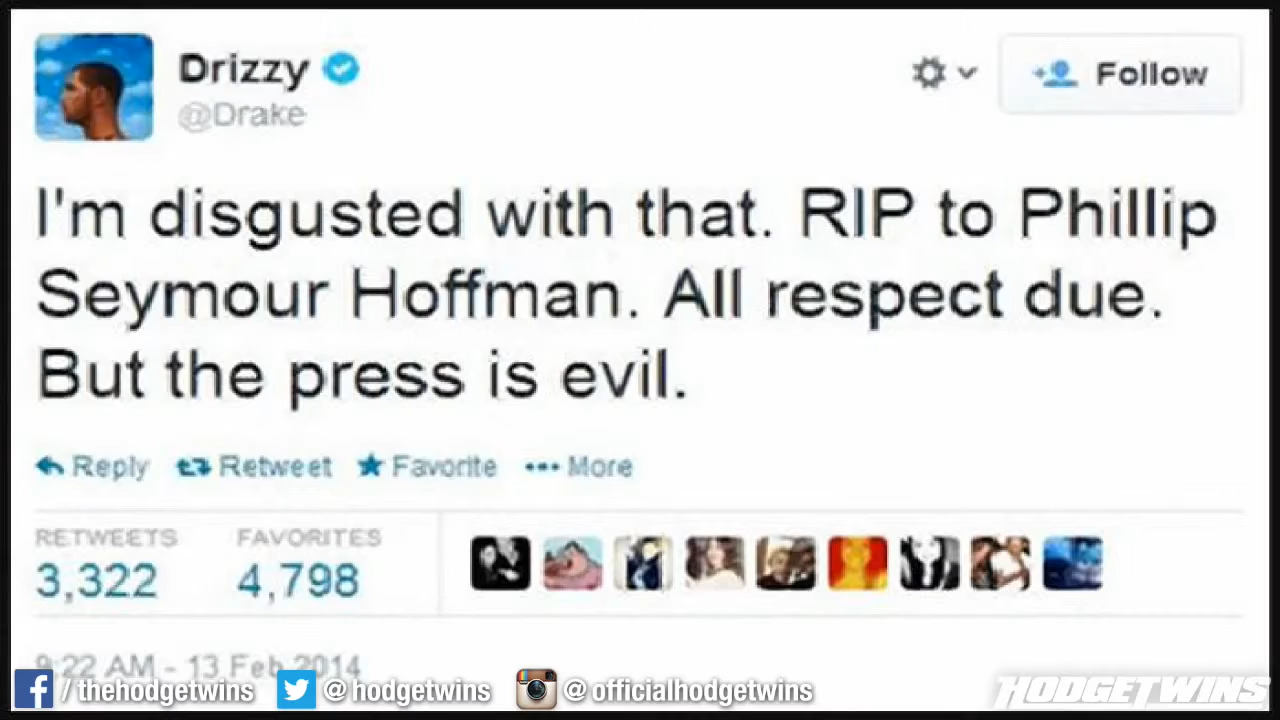 Drizzy
@Drake
Follow
I'm disgusted with that. RIP to Phillip
Seymour Hoffman. All respect due.
But the press is evil.
Reply Retweet Favorite More
RETWEETS FAVORITES
3,322 4,798
9:22 AM - 13 Feb 2014
/thehodgetwins @hodgetwins @officialhodgetwins
HODGETWINS